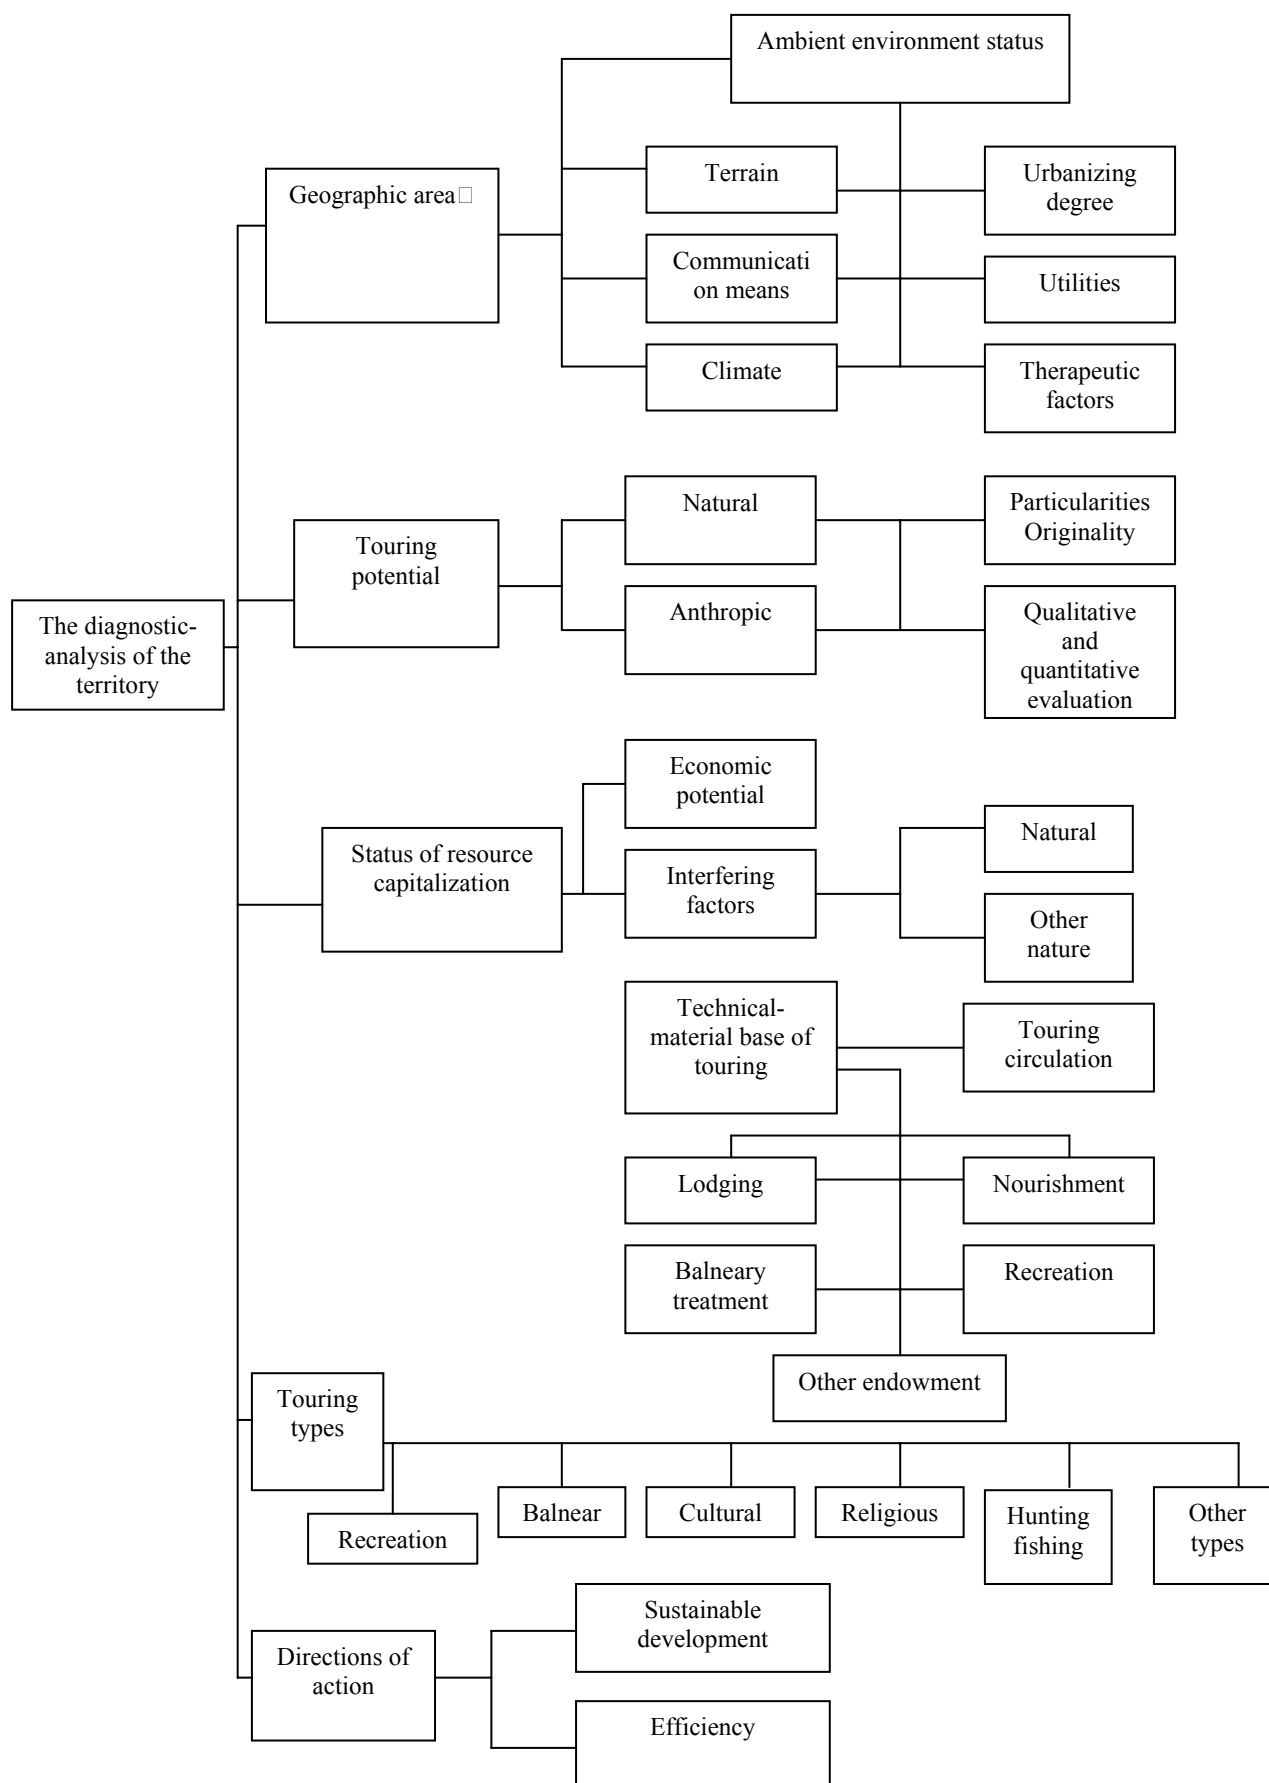 Ambient environment status
Geographic area□
Terrain
Urbanizing
degree
Communicati
on means
Utilities
Climate
Therapeutic
factors
The diagnostic-
analysis of the
territory
Touring
potential
Natural
Particularities
Originality
Anthropic
Qualitative
and
quantitative
evaluation
Status of resource
capitalization
Economic
potential
Interfering
factors
Natural
Other
nature
Technical-
material base of
touring
Touring
circulation
Lodging
Nourishment
Balneary
treatment
Recreation
Other endowment
Touring
types
Recreation
Balnear
Cultural
Religious
Hunting
fishing
Other
types
Directions of
action
Sustainable
development
Efficiency